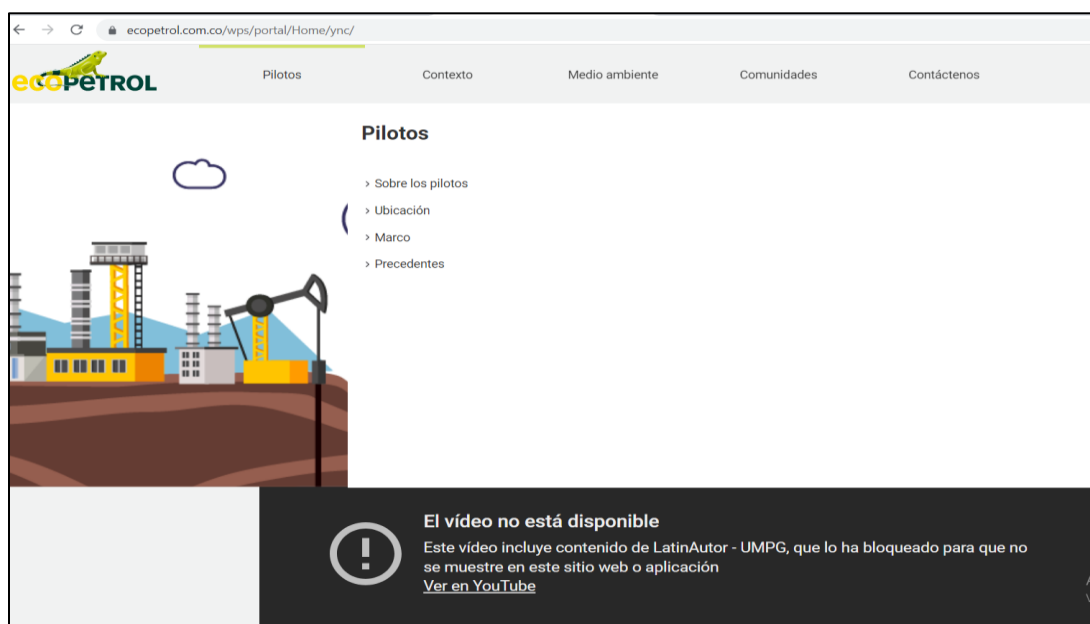 ecopetrol.com.co/wps/portal/Home/ync/
ecoPETROL
Pilotos
Contexto
Medio ambiente
Comunidades
Contáctenos
Pilotos
> Sobre los pilotos
> Ubicación
> Marco
> Precedentes
El vídeo no está disponible
Este vídeo incluye contenido de LatinAutor - UMPG, que lo ha bloqueado para que no
se muestre en este sitio web o aplicación
Ver en YouTube